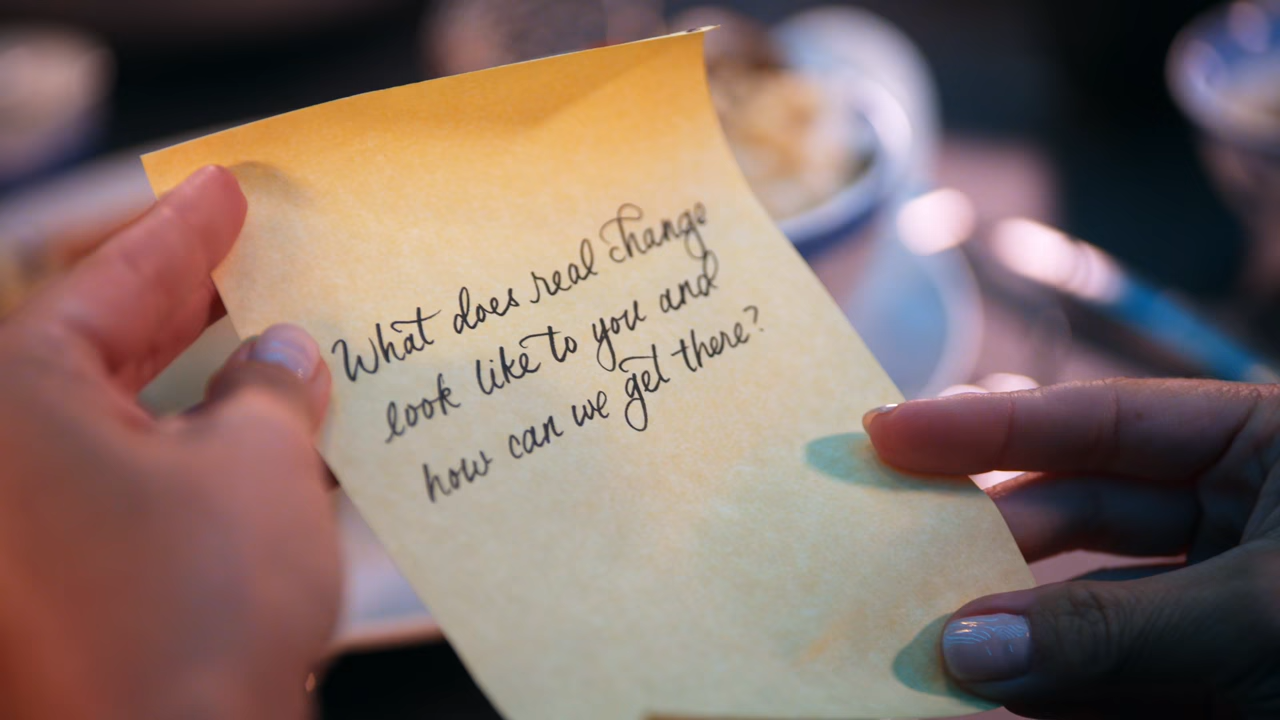 What does real change
look like to you and
how can we get there?